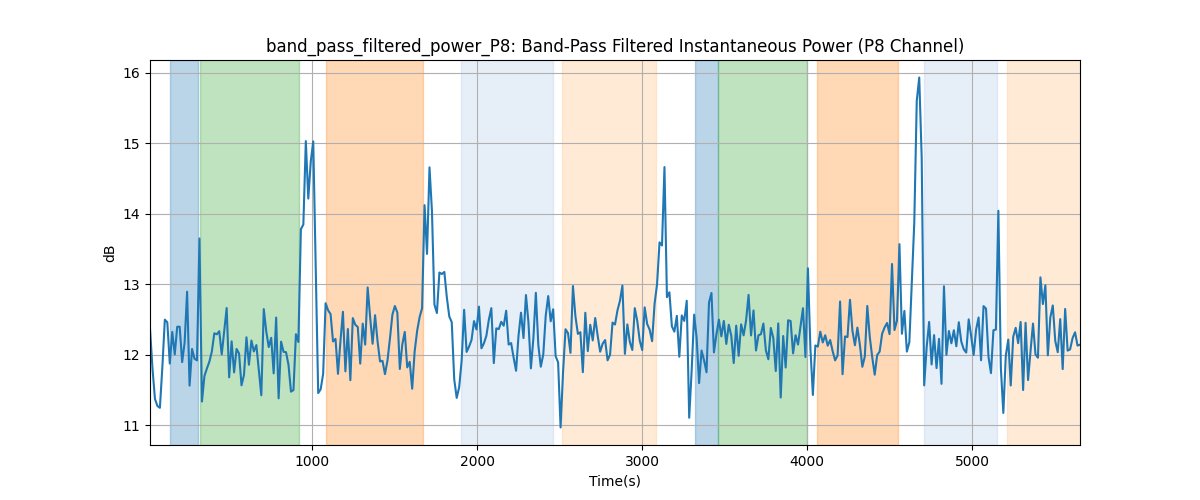 band_pass_filtered_power_P8: Band-Pass Filtered Instantaneous Power (P8 Channel)
16
15
14
13
12
11
dB
1000 2000 3000 4000 5000
Time(s)